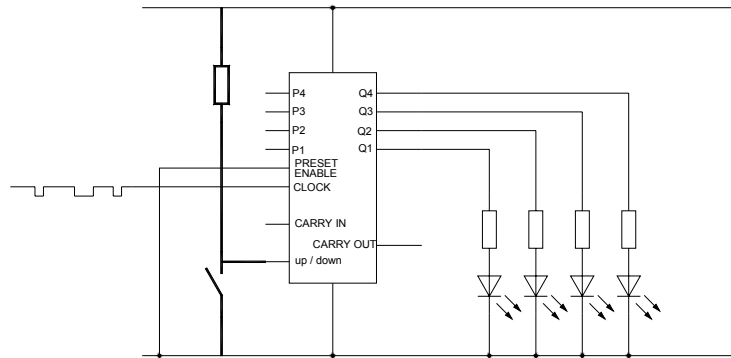 P4 Q4
P3 Q3
P2 Q2
P1 Q1
PRESET
ENABLE
CLOCK
CARRY IN
CARRY OUT
up / down